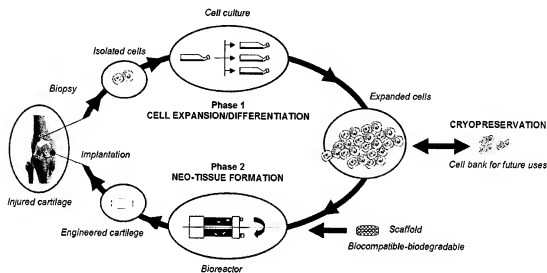 Cell culture
Isolated cells
Biopsy
Phase 1
CELL EXPANSION/DIFFERENTIATION
Expanded cells
CRYOPRESERVATION
Cell bank for future uses
Implantation
Phase 2
NEO-TISSUE FORMATION
Injured cartilage
Engineered cartilege
Scaffold
Biocompatible-biodegradable
Bioreactor